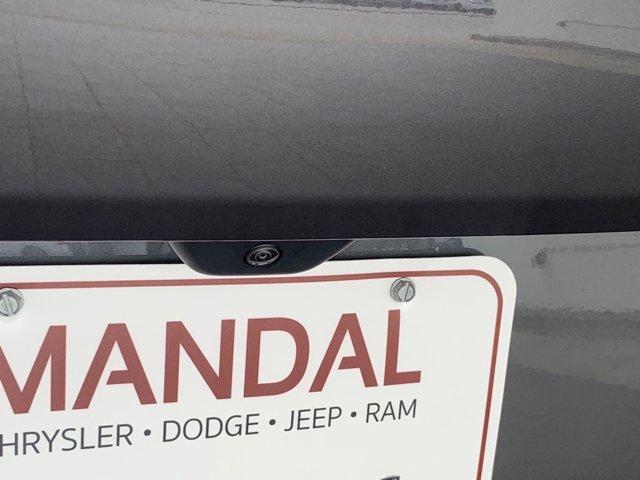 MANDAL
HRYSLER • DODGE • JEEP • RAM